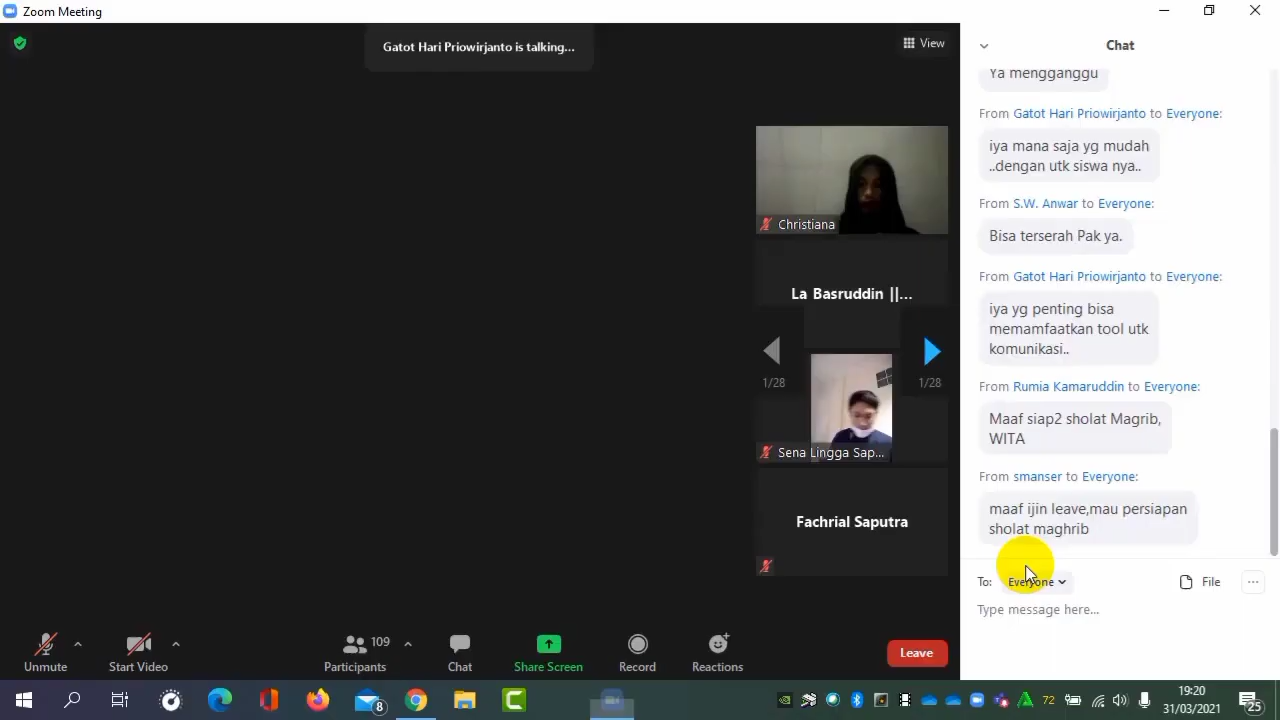 Zoom Meeting
Gatot Hari Priowirjanto is talking...
View
Christiana
La Basruddin ||...
1/28
1/28
Sena Lingga Sap...
Fachrial Saputra
Chat
Ya mengganggu
From Gatot Hari Priowirjanto to Everyone:
iya mana saja yg mudah
..dengan utk siswa nya..
From S.W. Anwar to Everyone:
Bisa terserah Pak ya.
From Gatot Hari Priowirjanto to Everyone:
iya yg penting bisa
memamfaatkan tool utk
komunikasi..
From Rumia Kamaruddin to Everyone:
Maaf siap2 sholat Magrib,
WITA
From smanser to Everyone:
maaf ijin leave,mau persiapan
sholat maghrib
To: Everyone
File
Type message here...
Unmute
Start Video
109
Participants
Chat
Share Screen
Record
Reactions
Leave
8
72
19:20
31/03/2021
25